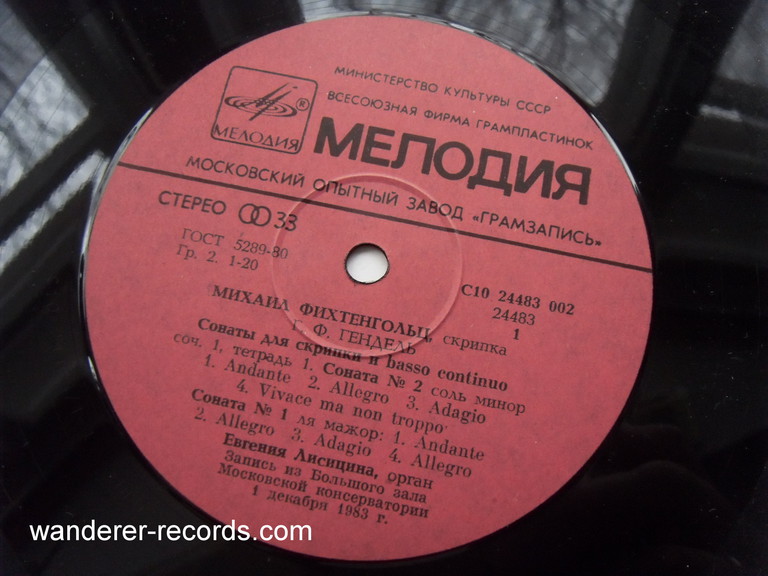 МИНИСТЕРСТВО КУЛЬТУРЫ СССР
ВСЕСОЮЗНАЯ ФИРМА ГРАМПЛАСТИНОК
® МЕЛОДИЯ
МЕЛОДИЯ
МОСКОВСКИЙ ОПЫТНЫЙ ЗАВОД «ГРАМЗАПИСЬ»
СТЕРЕО 33
ГОСТ 5289-80
Гр. 2. 1-20
С10 24483 002
24483
1
МИХАИЛ ФИХТЕНГОЛЬЦ, скрипка
Г. Ф. ГЕНДЕЛЬ
Сонаты для скрипки и basso continuo
соч. 1, тетрадь 1. Соната № 2 соль минор
1. Andante 2. Allegro 3. Adagio
4. Vivace ma non troppo
Соната № 1 ля мажор: 1. Andante
2. Allegro 3. Adagio 4. Allegro
Евгения Лисицина, орган
Запись из Большого зала
Московской консерватории
1 декабря 1983 г.
wanderer-records.com